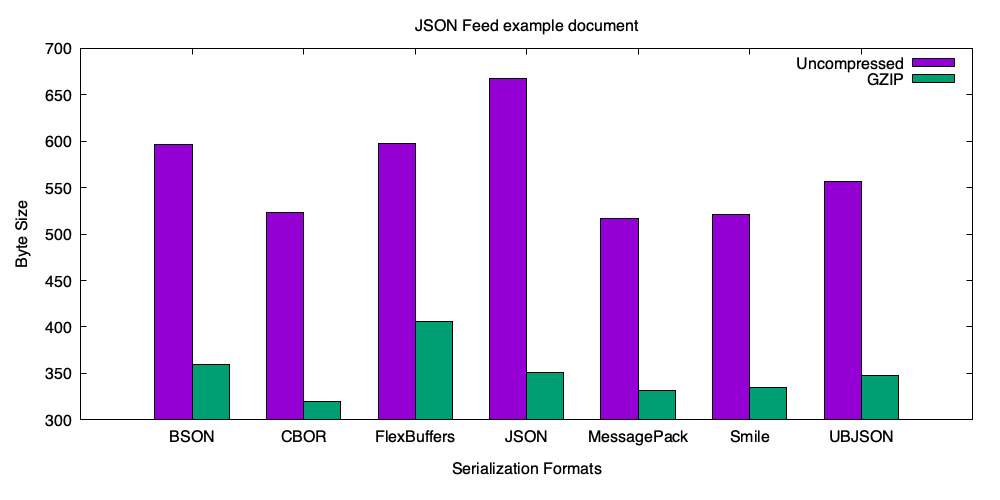 JSON Feed example document
700
650
600
550
500
450
400
350
300
Byte Size
Uncompressed
GZIP
BSON CBOR FlexBuffers JSON MessagePack Smile UBJSON
Serialization Formats